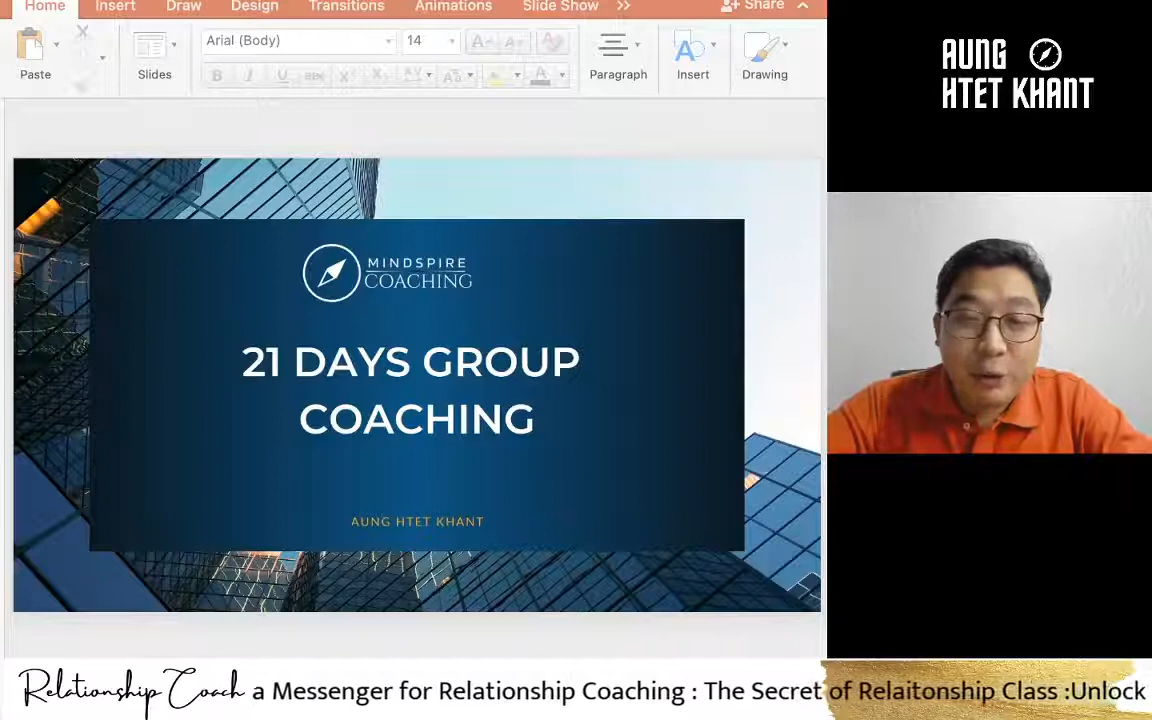 Home Insert Draw Design Transitions Animations Slide Show >> Share
Arial (Body) 14
Paste Slides Paragraph Insert Drawing
AUNG
HTET KHANT
MINDSPIRE
COACHING
21 DAYS GROUP
COACHING
AUNG HTET KHANT
Relationship Coach a Messenger for Relationship Coaching : The Secret of Relaitonship Class :Unlock